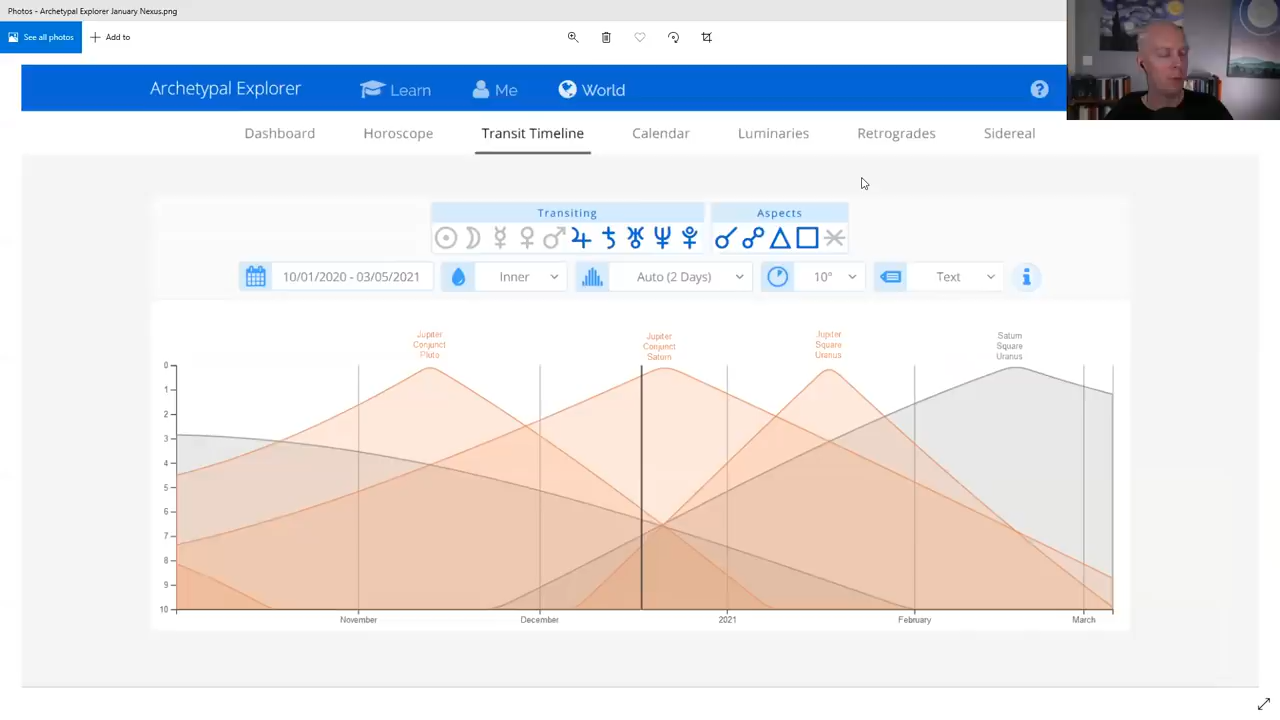 Photos - Archetypal Explorer January Nexus.png
See all photos
Add to
Archetypal Explorer
Learn
Me
World
?
Dashboard
Horoscope
Transit Timeline
Calendar
Luminaries
Retrogrades
Sidereal
Transiting
Aspects
10/01/2020 - 03/05/2021
Inner
Auto (2 Days)
10°
Text
Jupiter
Conjunct
Pluto
Jupiter
Conjunct
Saturn
Jupiter
Square
Uranus
Saturn
Square
Uranus
0
1
2
3
4
5
6
7
8
9
10
November
December
2021
February
March